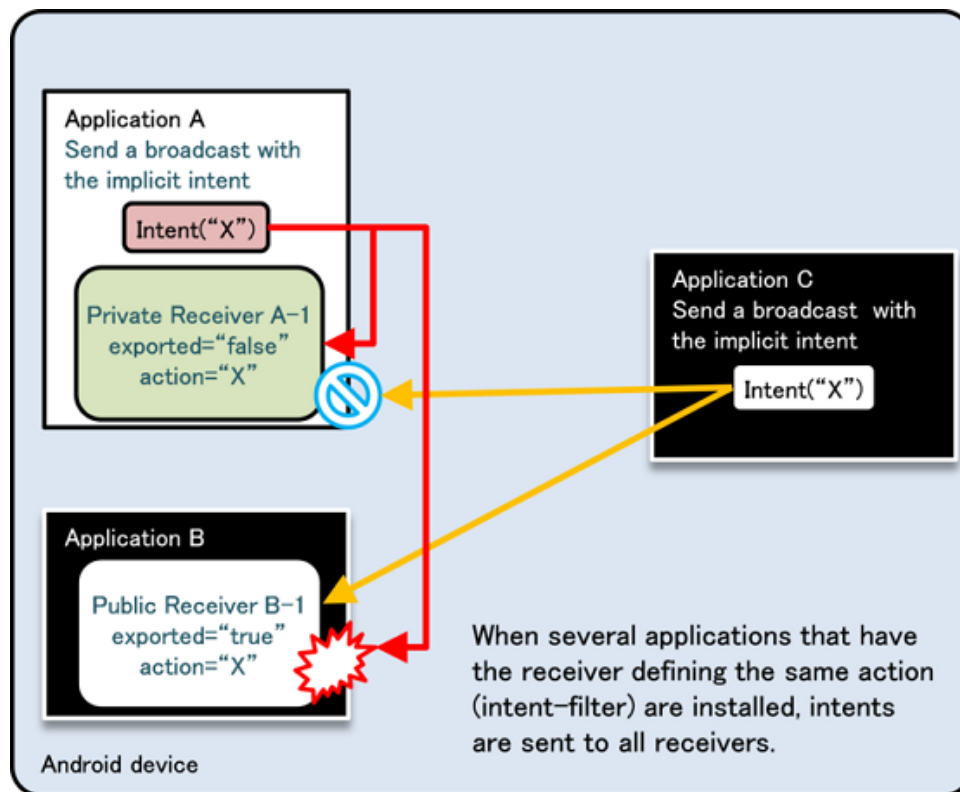 Application A
Send a broadcast with
the implicit intent
Intent(“X”)
Private Receiver A-1
exported=“false”
action=“X”
Application C
Send a broadcast with
the implicit intent
Intent(“X”)
Application B
Public Receiver B-1
exported=“true”
action=“X”
When several applications that have
the receiver defining the same action
(intent-filter) are installed, intents
are sent to all receivers.
Android device